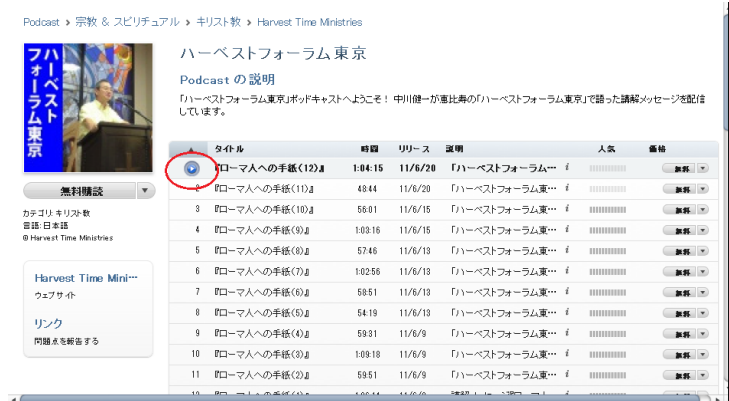 Podcast › 宗教 & スピリチュアル › キリスト教 › Harvest Time Ministries
ハーベスト
フォーラム東京
ハーベストフォーラム東京
Podcast の説明
「ハーベストフォーラム東京」ポッドキャストへようこそ！ 中川健一が恵比寿の「ハーベストフォーラム東京」で語った講解メッセージを配信
しています。
無料購読
カテゴリ: キリスト教
言語: 日本語
© Harvest Time Ministries
Harvest Time Mini…
ウェブサイト
リンク
問題点を報告する
▲ タイトル 時間 リリース 説明 人気 価格
『ローマ人への手紙(12)』 1:04:15 11/6/20 「ハーベストフォーラム… i 無料
2 『ローマ人への手紙(11)』 48:44 11/6/20 「ハーベストフォーラム東… i 無料
3 『ローマ人への手紙(10)』 56:01 11/6/15 「ハーベストフォーラム東… i 無料
4 『ローマ人への手紙(9)』 1:03:16 11/6/15 「ハーベストフォーラム東… i 無料
5 『ローマ人への手紙(8)』 57:46 11/6/13 「ハーベストフォーラム東… i 無料
6 『ローマ人への手紙(7)』 1:02:56 11/6/13 「ハーベストフォーラム東… i 無料
7 『ローマ人への手紙(6)』 58:51 11/6/13 「ハーベストフォーラム東… i 無料
8 『ローマ人への手紙(5)』 54:19 11/6/13 「ハーベストフォーラム東… i 無料
9 『ローマ人への手紙(4)』 59:31 11/6/9 「ハーベストフォーラム東… i 無料
10 『ローマ人への手紙(3)』 1:09:18 11/6/9 「ハーベストフォーラム東… i 無料
11 『ローマ人への手紙(2)』 59:51 11/6/9 「ハーベストフォーラム東… i 無料